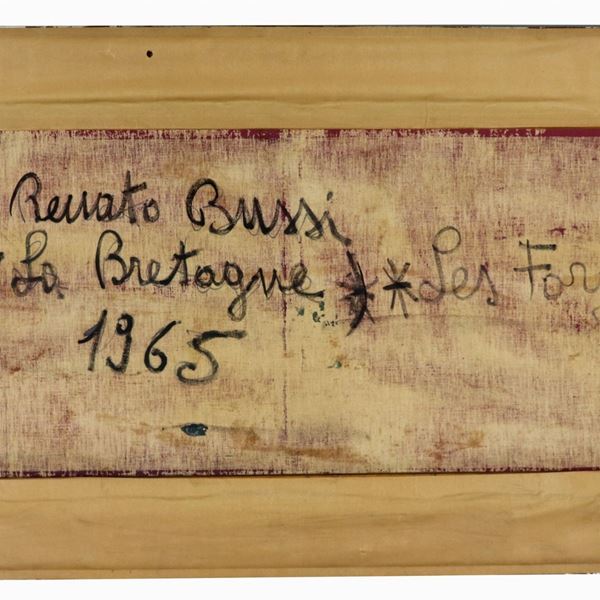 Renato Bussi
"La Bretagne) ** Les For
1965